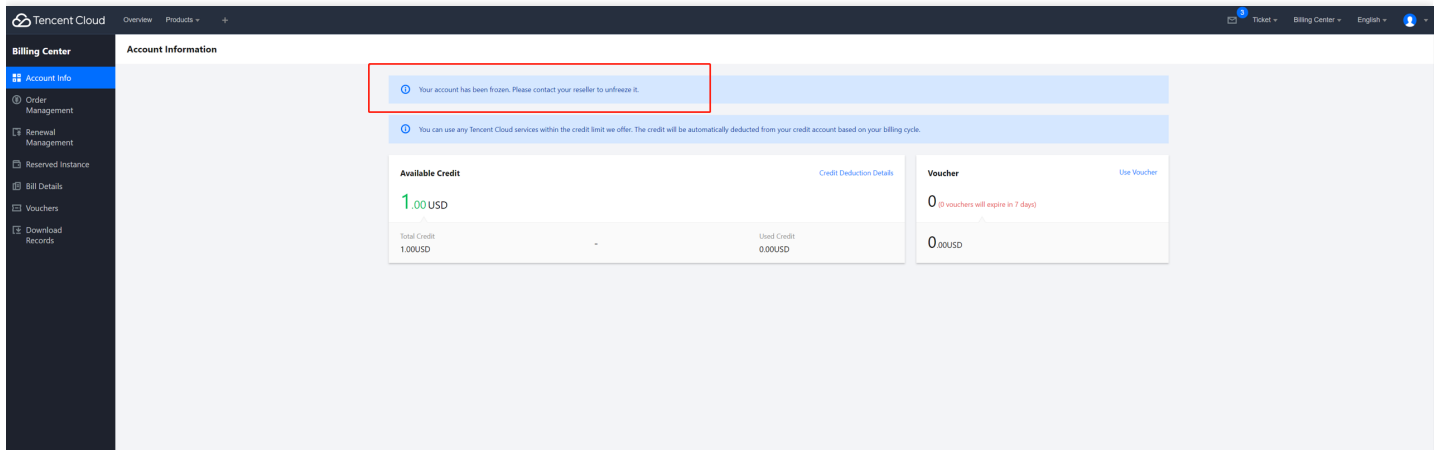 Tencent Cloud Overview Products + 3 Ticket Billing Center English
Billing Center
Account Information
Account Info
Order
Management
Renewal
Management
Reserved Instance
Bill Details
Vouchers
Download
Records
Your account has been frozen. Please contact your reseller to unfreeze it.
You can use any Tencent Cloud services within the credit limit we offer. The credit will be automatically deducted from your credit account based on your billing cycle.
Available Credit Credit Deduction Details
1.00 USD
Total Credit - Used Credit
1.00USD 0.00USD
Voucher Use Voucher
0 (0 vouchers will expire in 7 days)
0.00USD